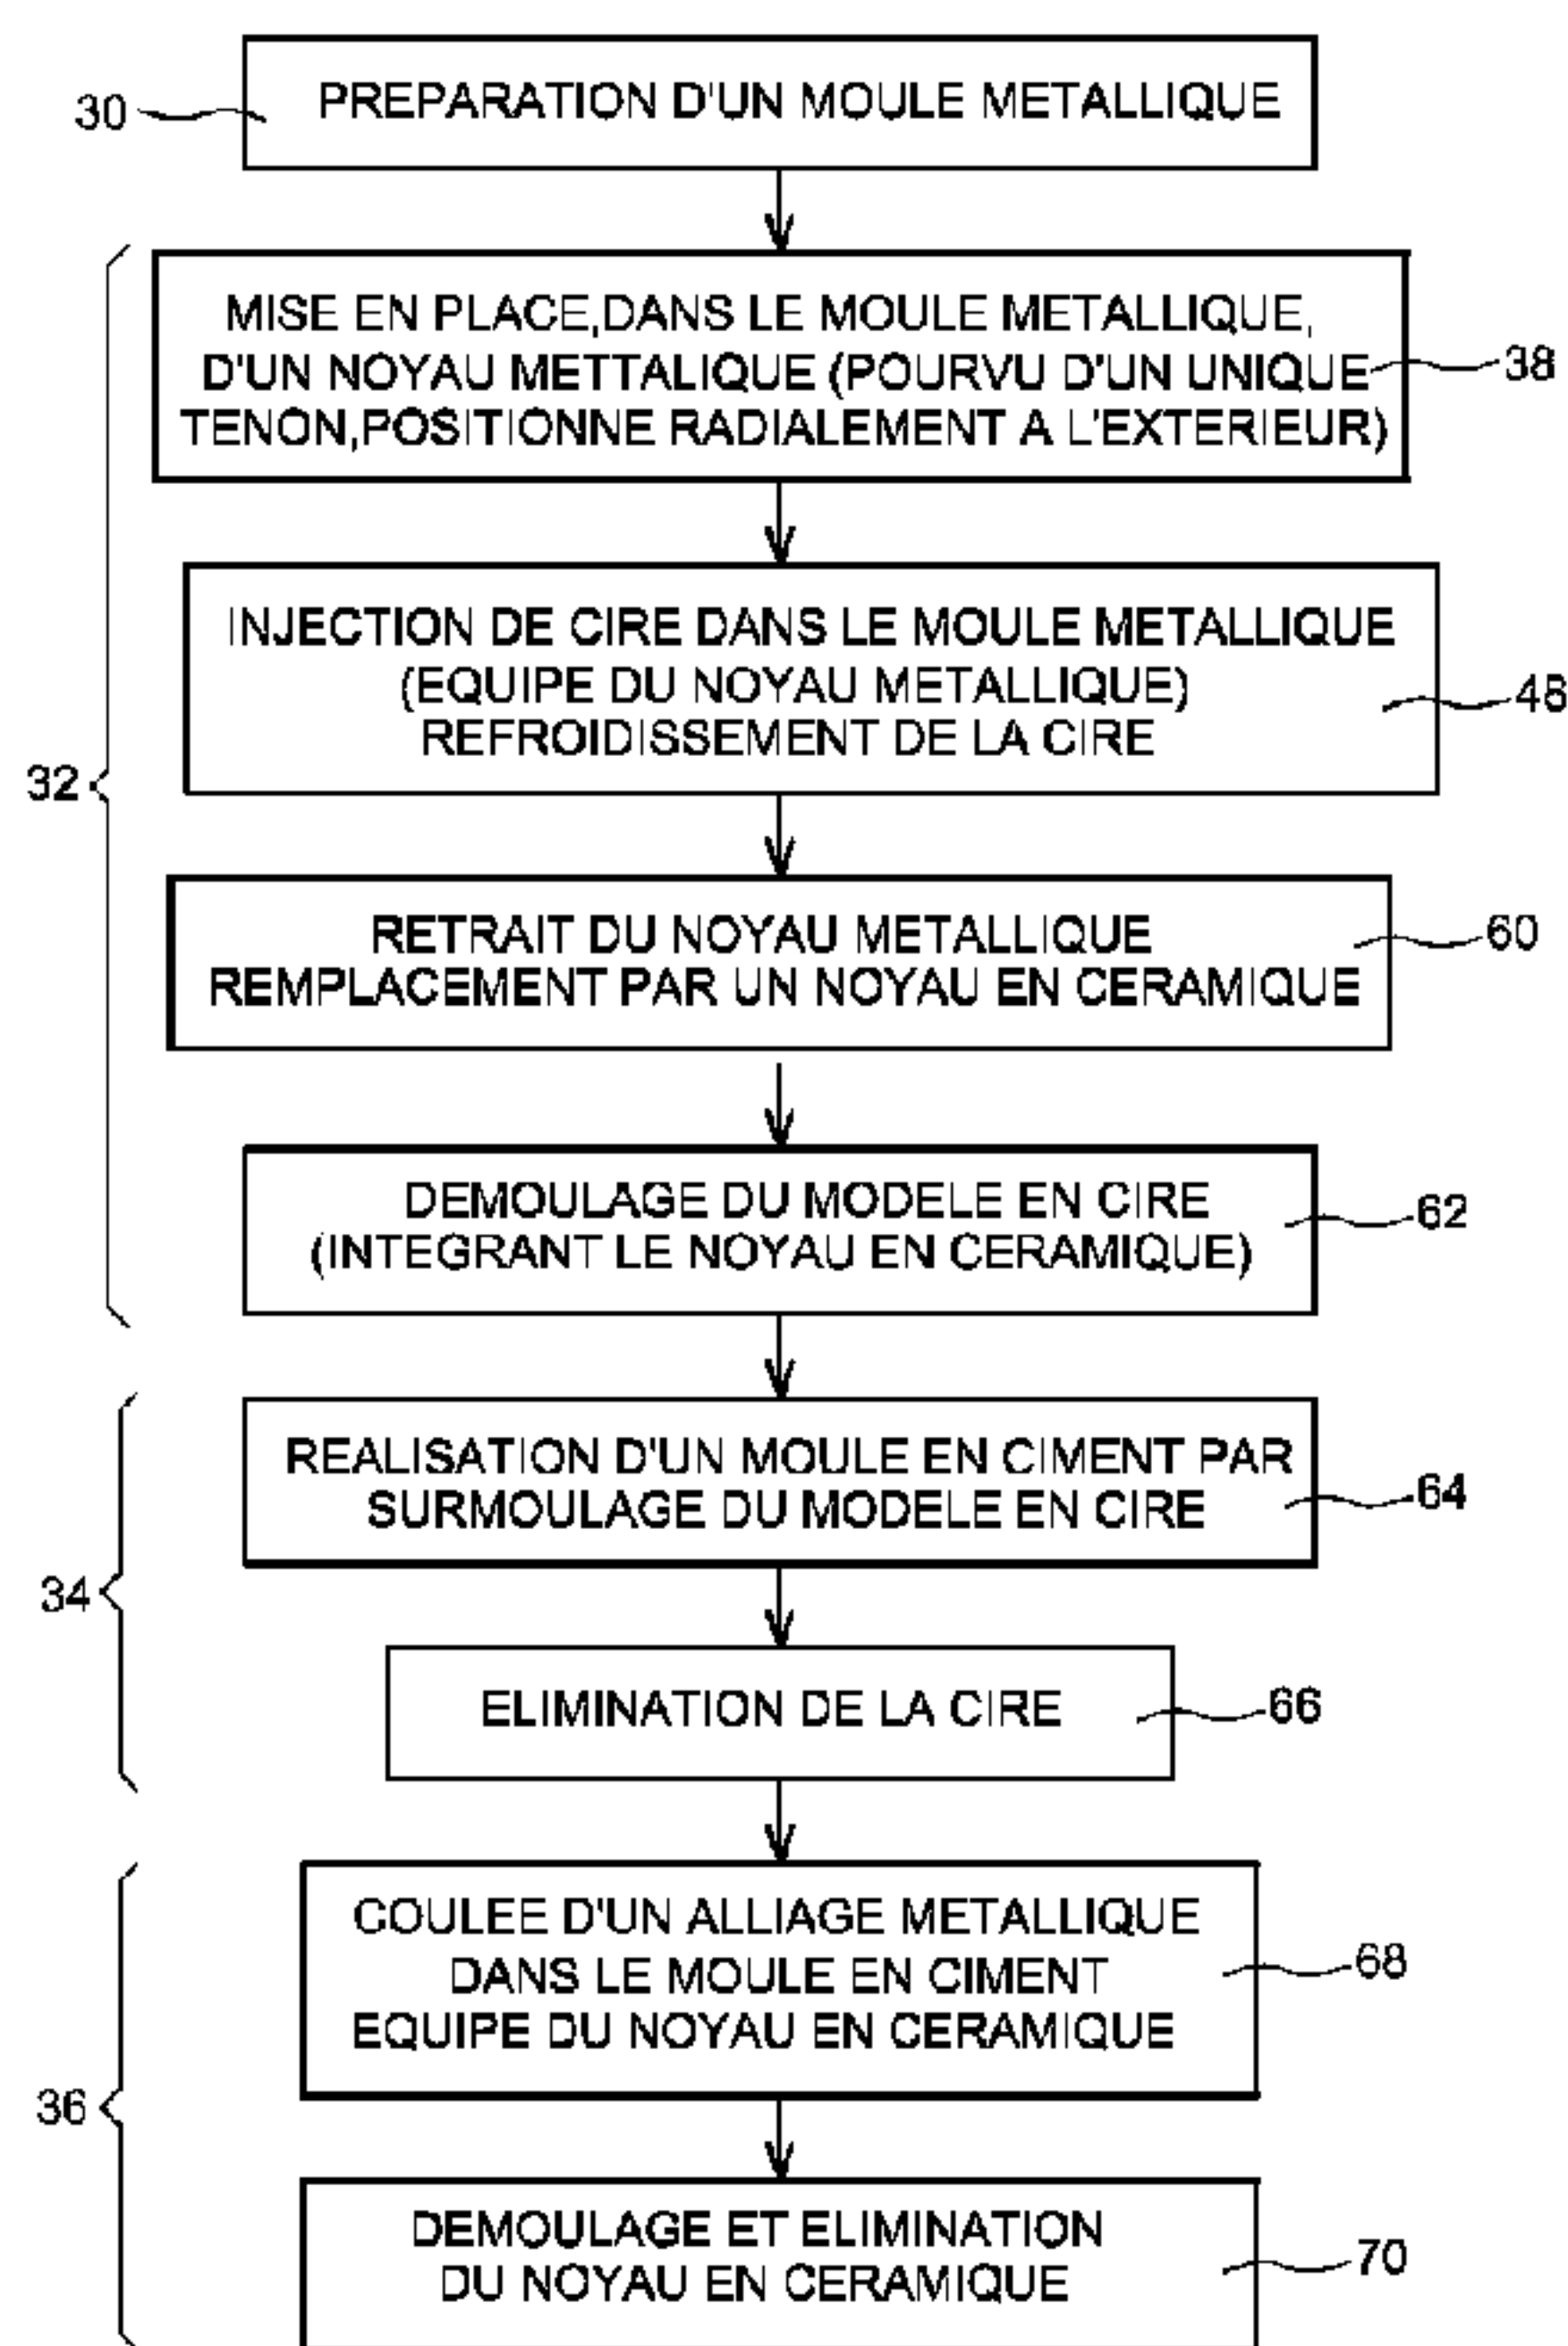 30
PREPARATION D'UN MOULE METALLIQUE
MISE EN PLACE,DANS LE MOULE METALLIQUE,
D'UN NOYAU METTALIQUE (POURVU D'UN UNIQUE
TENON,POSITIONNE RADIALEMENT A L'EXTERIEUR)
38
INJECTION DE CIRE DANS LE MOULE METALLIQUE
(EQUIPE DU NOYAU METALLIQUE)
REFROIDISSEMENT DE LA CIRE
48
32
RETRAIT DU NOYAU METALLIQUE
REMPLACEMENT PAR UN NOYAU EN CERAMIQUE
60
DEMOULAGE DU MODELE EN CIRE
(INTEGRANT LE NOYAU EN CERAMIQUE)
62
REALISATION D'UN MOULE EN CIMENT PAR
SURMOULAGE DU MODELE EN CIRE
64
34
ELIMINATION DE LA CIRE
66
COULEE D'UN ALLIAGE METALLIQUE
DANS LE MOULE EN CIMENT
EQUIPE DU NOYAU EN CERAMIQUE
68
36
DEMOULAGE ET ELIMINATION
DU NOYAU EN CERAMIQUE
70